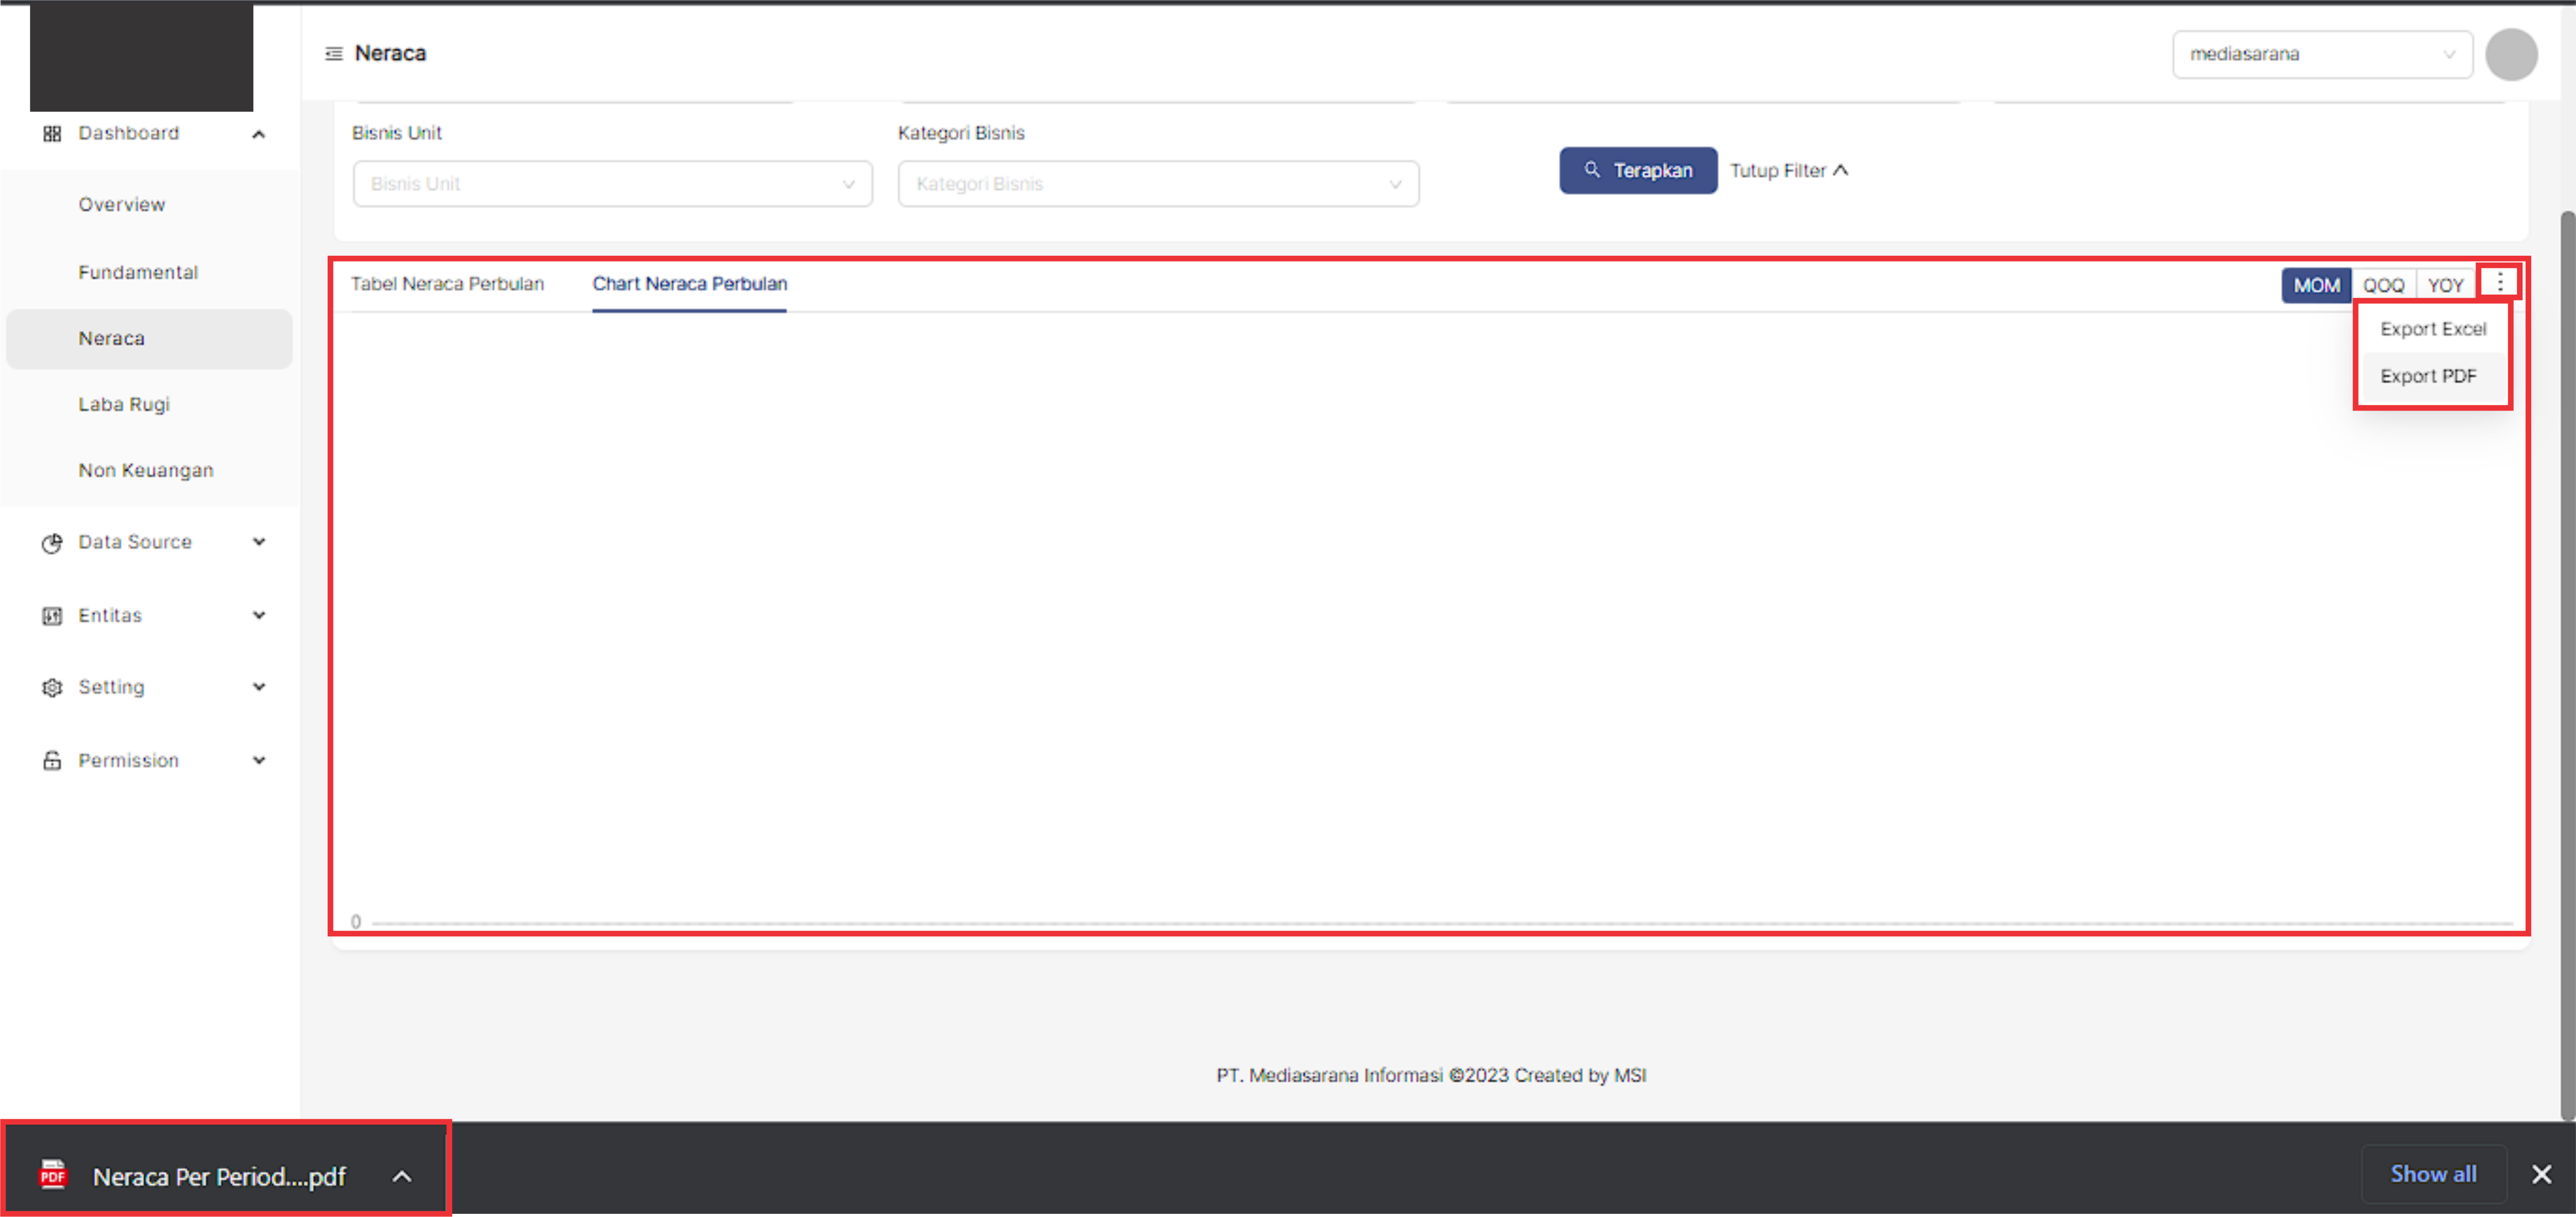 Neraca
mediasarana
Dashboard
Overview
Fundamental
Neraca
Laba Rugi
Non Keuangan
Data Source
Entitas
Setting
Permission
Bisnis Unit
Kategori Bisnis
Bisnis Unit
Kategori Bisnis
Terapkan
Tutup Filter
Tabel Neraca Perbulan
Chart Neraca Perbulan
MOM
QOQ
YOY
Export Excel
Export PDF
0
PT. Mediasarana Informasi ©2023 Created by MSI
PDF
Neraca Per Period....pdf
Show all